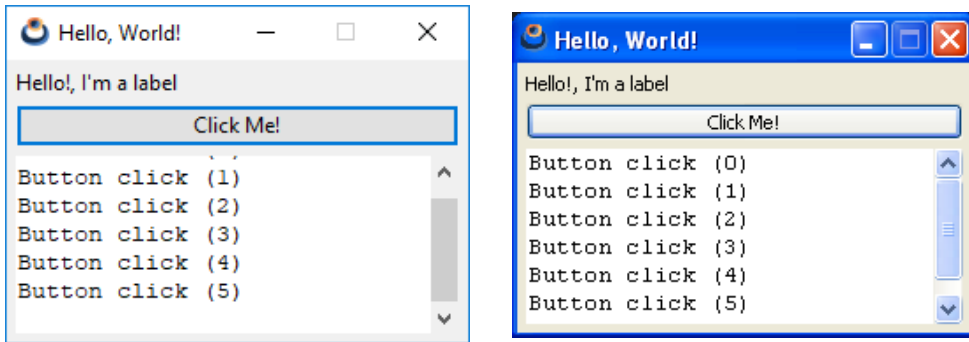 Hello, World!
Hello!, I'm a label
Click Me!
Button click (1)
Button click (2)
Button click (3)
Button click (4)
Button click (5)
Hello, World!
Hello!, I'm a label
Click Me!
Button click (0)
Button click (1)
Button click (2)
Button click (3)
Button click (4)
Button click (5)